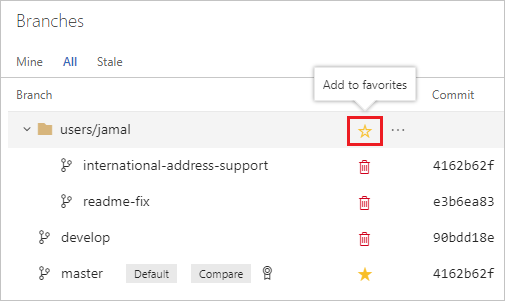 Branches
Mine All Stale
Add to favorites
Branch Commit
users/jamal ...
international-address-support 4162b62f
readme-fix e3b6ea83
develop 90bdd18e
master Default Compare 4162b62f